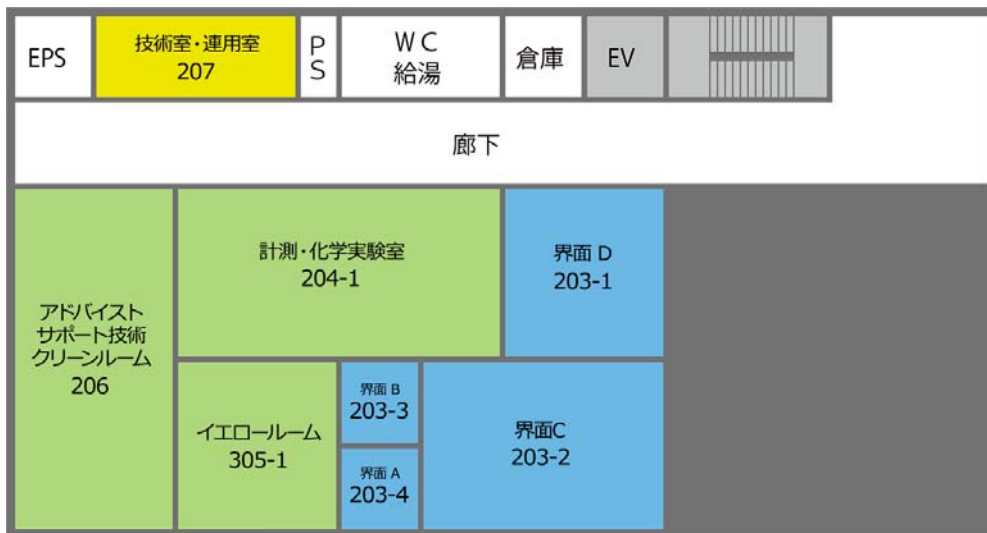 EPS
技術室・運用室
207
P
S
WC
給湯
倉庫
EV
廊下
アドバイスト
サポート技術
クリーンルーム
206
計測・化学実験室
204-1
界面 D
203-1
イエロールーム
305-1
界面 B
203-3
界面 A
203-4
界面C
203-2